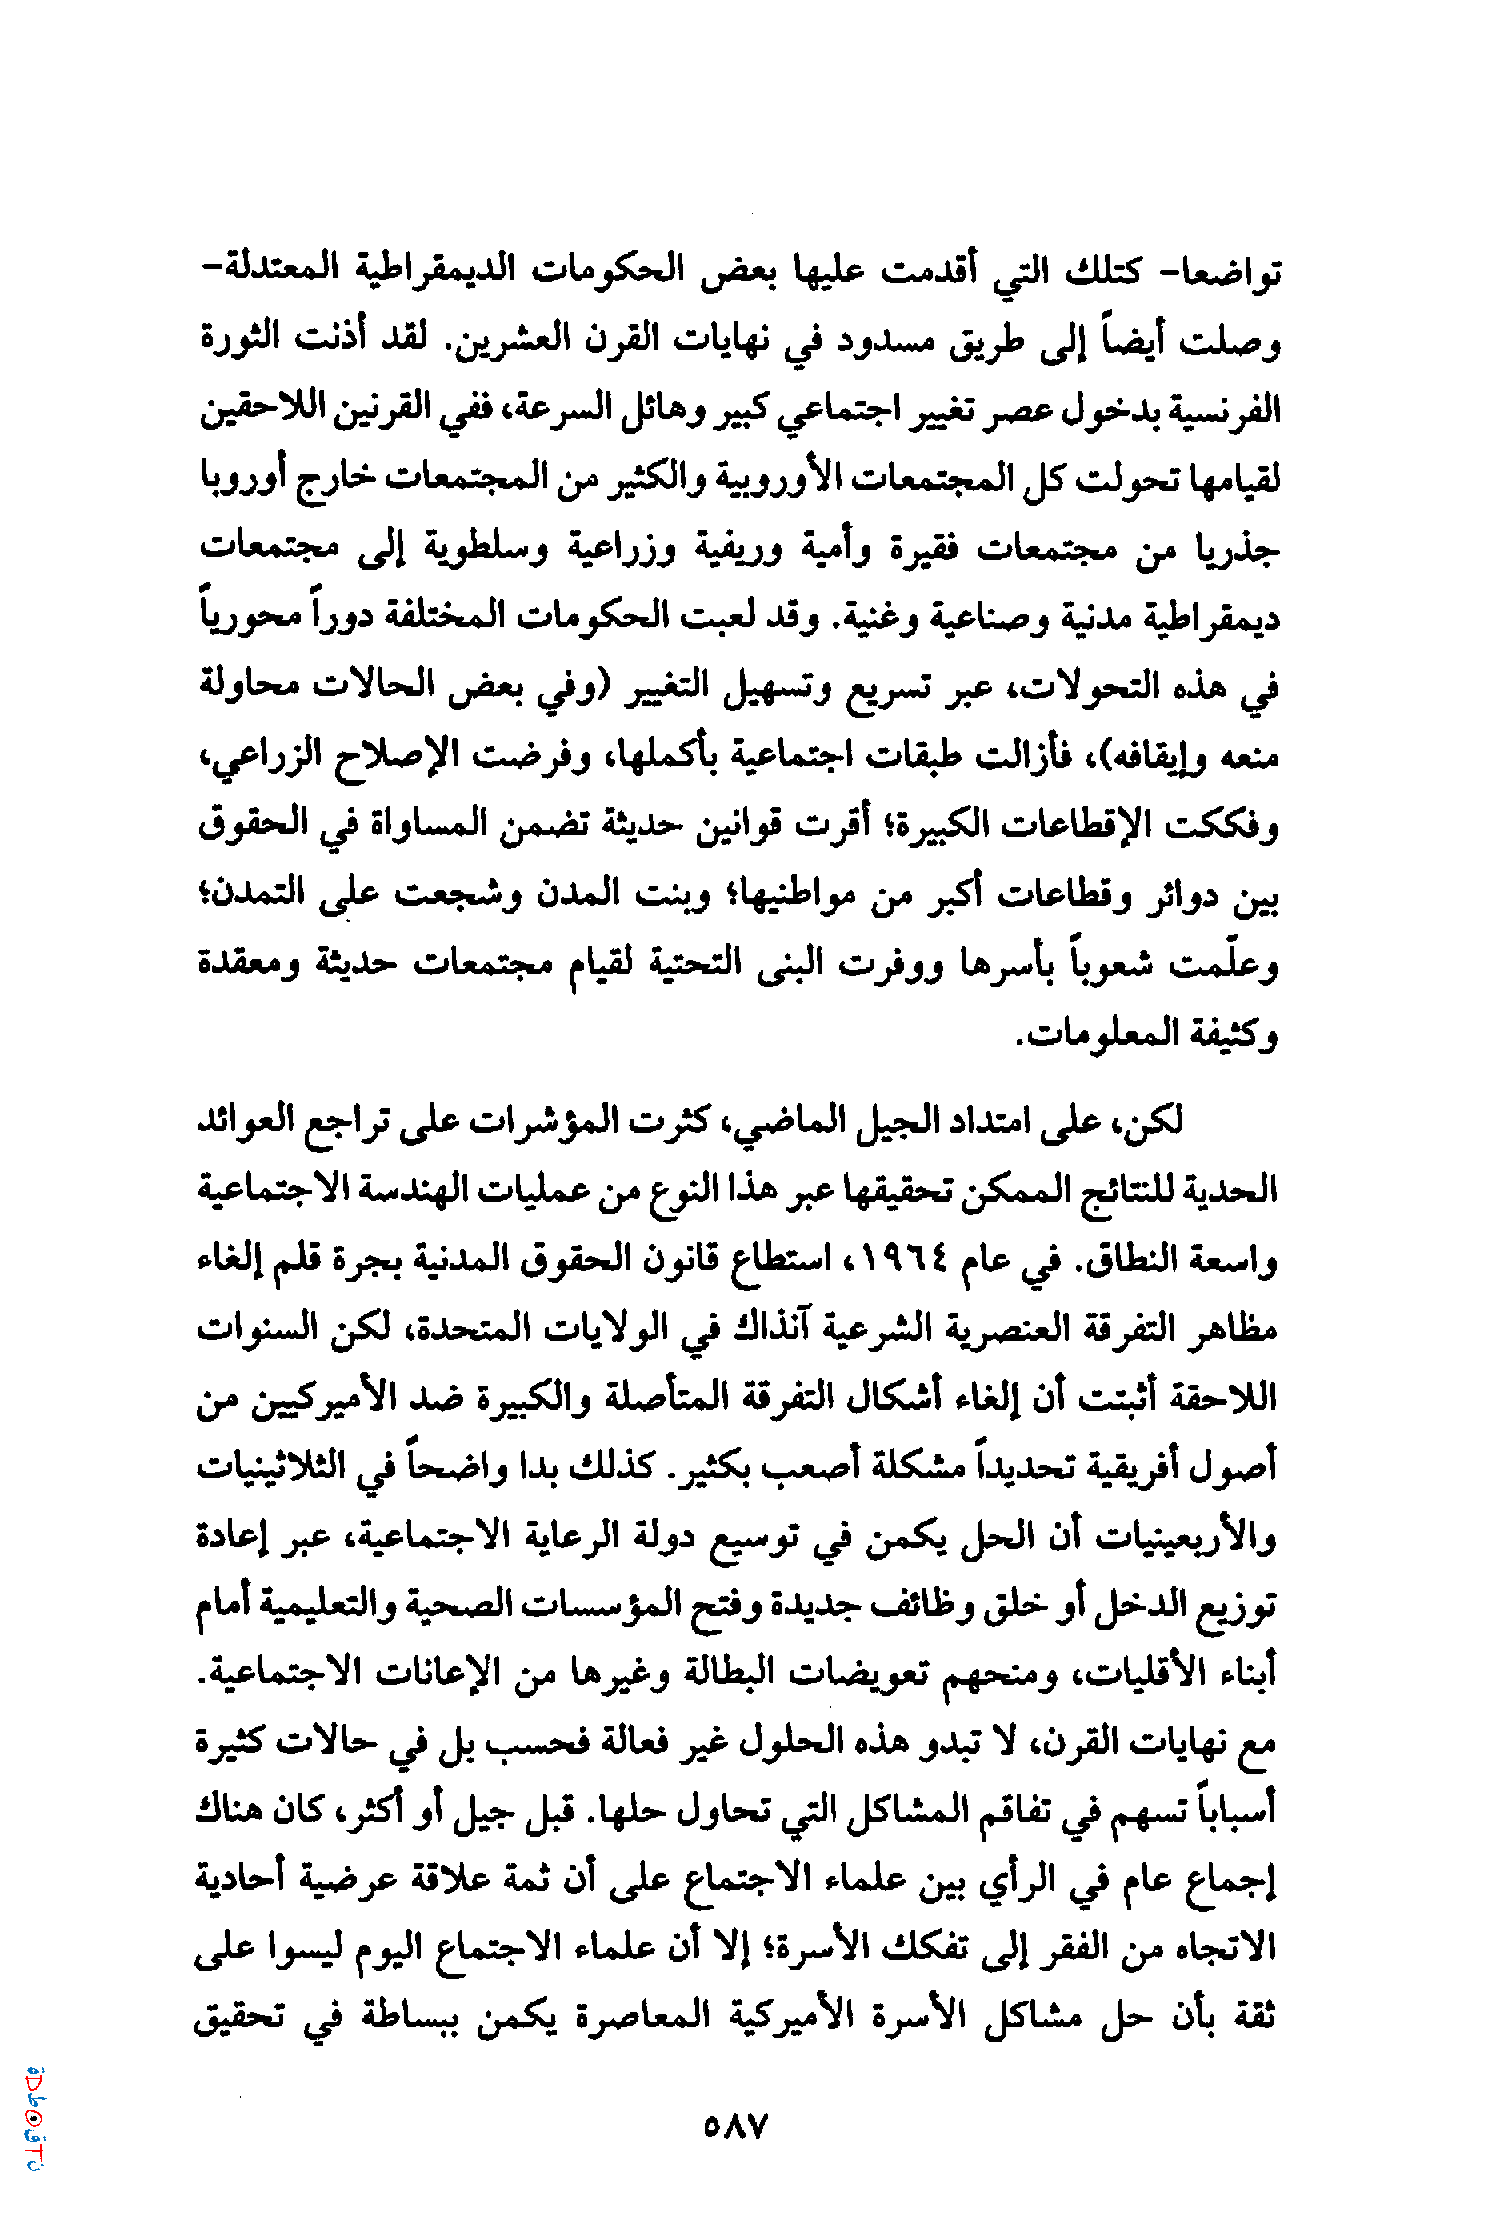 تواضعا- كتلك التي أقدمت عليها بعض الحكومات الديمقراطية المعتدلة-
وصلت أيضاً إلى طريق مسدود في نهايات القرن العشرين. لقد أذنت الثورة
الفرنسية بدخول عصر تغيير اجتماعي كبير وهائل السرعة، ففي القرنين اللاحقين
لقيامها تحولت كل المجتمعات الأوروبية والكثير من المجتمعات خارج أوروبا
جذريا من مجتمعات فقيرة وأمية وريفية وزراعية وسلطوية إلى مجتمعات
ديمقراطية مدنية وصناعية وغنية. وقد لعبت الحكومات المختلفة دوراً محورياً
في هذه التحولات، عبر تسريع وتسهيل التغيير (وفي بعض الحالات محاولة
منعه وإيقافه)، فأزالت طبقات اجتماعية بأكملها، وفرضت الإصلاح الزراعي،
وفككت الإقطاعات الكبيرة؛ أقرت قوانين حديثة تضمن المساواة في الحقوق
بين دوائر وقطاعات أكبر من مواطنيها؛ وبنت المدن وشجعت على التمدن؛
وعلّمت شعوباً بأسرها ووفرت البنى التحتية لقيام مجتمعات حديثة ومعقدة
وكثيفة المعلومات.
لكن، على امتداد الجيل الماضي، كثرت المؤشرات على تراجع العوائد
الحدية للنتائج الممكن تحقيقها عبر هذا النوع من عمليات الهندسة الاجتماعية
واسعة النطاق. في عام ١٩٦٤، استطاع قانون الحقوق المدنية بجرة قلم إلغاء
مظاهر التفرقة العنصرية الشرعية آنذاك في الولايات المتحدة، لكن السنوات
اللاحقة أثبتت أن إلغاء أشكال التفرقة المتأصلة والكبيرة ضد الأميركيين من
أصول أفريقية تحديداً مشكلة أصعب بكثير. كذلك بدا واضحاً في الثلاثينيات
والأربعينيات أن الحل يكمن في توسيع دولة الرعاية الاجتماعية، عبر إعادة
توزيع الدخل أو خلق وظائف جديدة وفتح المؤسسات الصحية والتعليمية أمام
أبناء الأقليات، ومنحهم تعويضات البطالة وغيرها من الإعانات الاجتماعية.
مع نهايات القرن، لا تبدو هذه الحلول غير فعالة فحسب بل في حالات كثيرة
أسباباً تسهم في تفاقم المشاكل التي تحاول حلها. قبل جيل أو أكثر، كان هناك
إجماع عام في الرأي بين علماء الاجتماع على أن ثمة علاقة عرضية أحادية
الاتجاه من الفقر إلى تفكك الأسرة؛ إلا أن علماء الاجتماع اليوم ليسوا على
ثقة بأن حل مشاكل الأسرة الأميركية المعاصرة يكمن ببساطة في تحقيق
٥٨٧